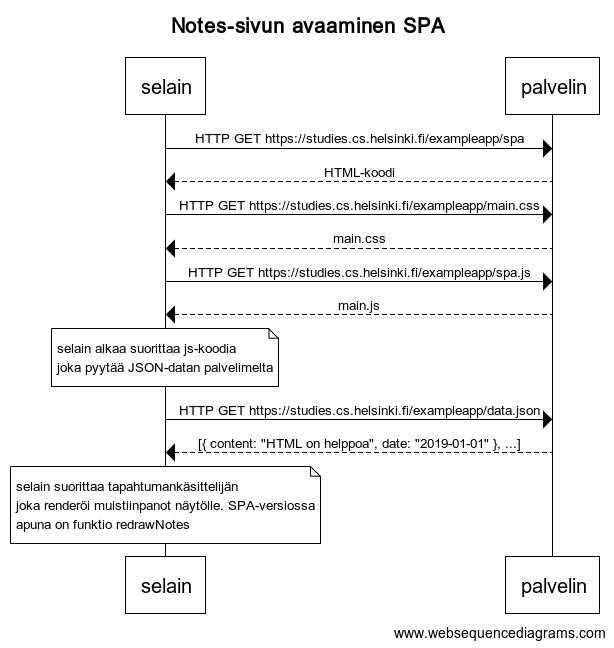 Notes-sivun avaaminen SPA
selain
palvelin
HTTP GET https://studies.cs.helsinki.fi/exampleapp/spa
HTML-koodi
HTTP GET https://studies.cs.helsinki.fi/exampleapp/main.css
main.css
HTTP GET https://studies.cs.helsinki.fi/exampleapp/spa.js
main.js
selain alkaa suorittaa js-koodia
joka pyytää JSON-datan palvelimelta
HTTP GET https://studies.cs.helsinki.fi/exampleapp/data.json
[{ content: "HTML on helppoa", date: "2019-01-01" }, ...]
selain suorittaa tapahtumankäsittelijän
joka renderöi muistiinpanot näytölle. SPA-versiossa
apuna on funktio redrawNotes
selain
palvelin
www.websequencediagrams.com